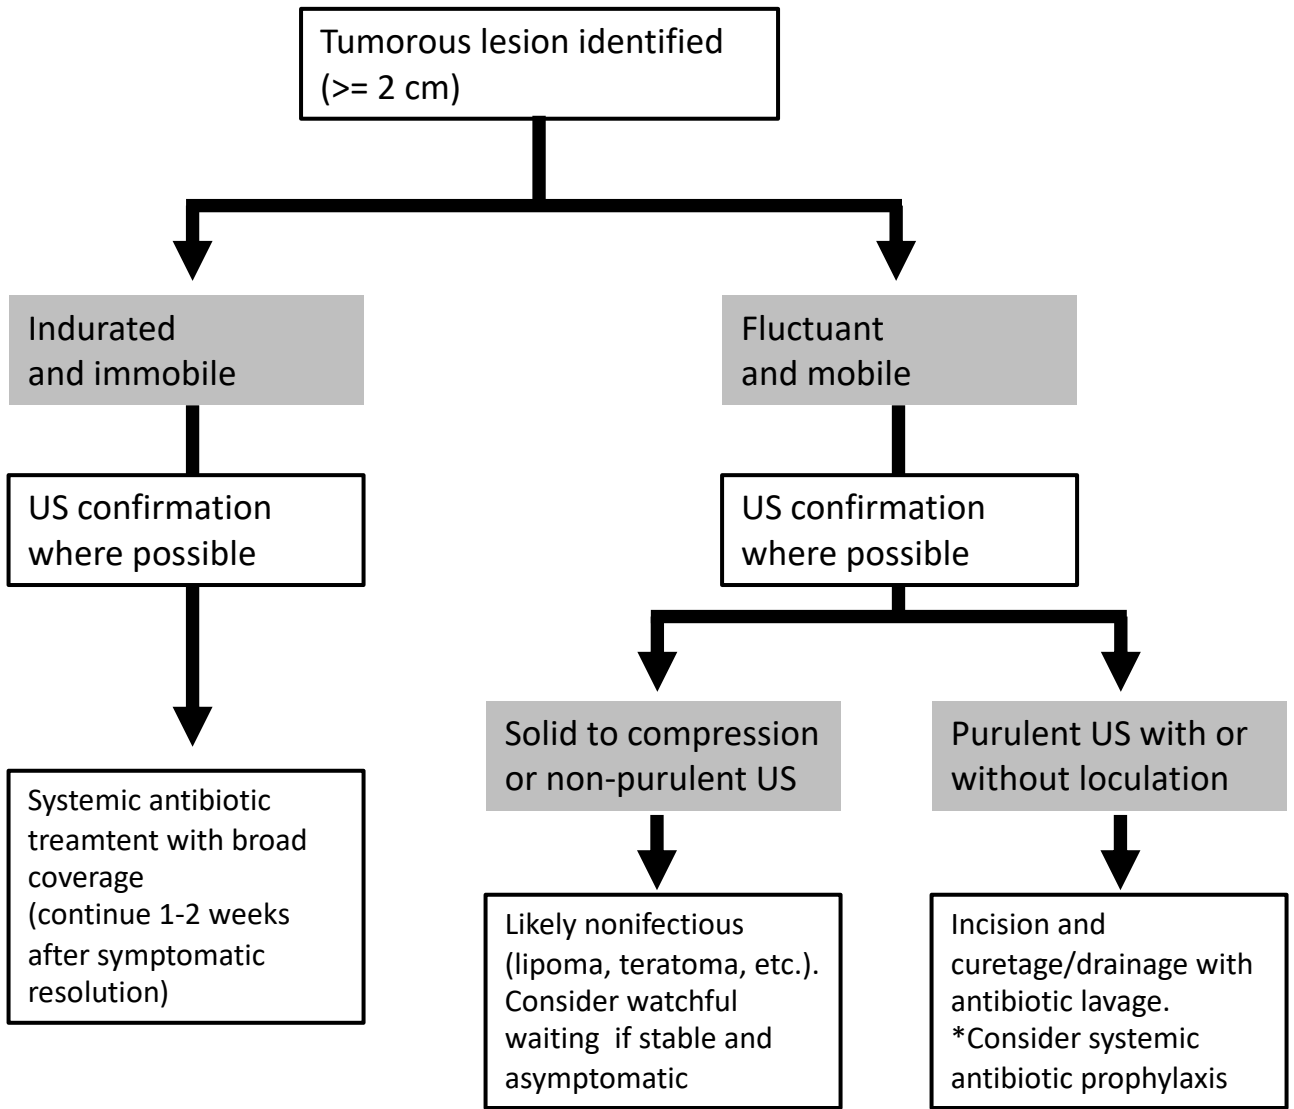 Tumorous lesion identified
(>= 2 cm)
Indurated
and immobile
Fluctuant
and mobile
US confirmation
where possible
US confirmation
where possible
Solid to compression
or non-purulent US
Purulent US with or
without loculation
Systemic antibiotic
treamtent with broad
coverage
(continue 1-2 weeks
after symptomatic
resolution)
Likely nonifectious
(lipoma, teratoma, etc.).
Consider watchful
waiting if stable and
asymptomatic
Incision and
curetage/drainage with
antibiotic lavage.
*Consider systemic
antibiotic prophylaxis